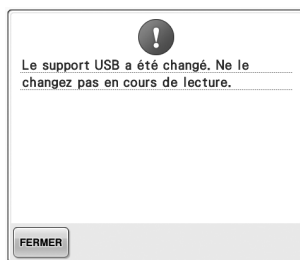 Le support USB a été changé. Ne le
changez pas en cours de lecture.
FERMER